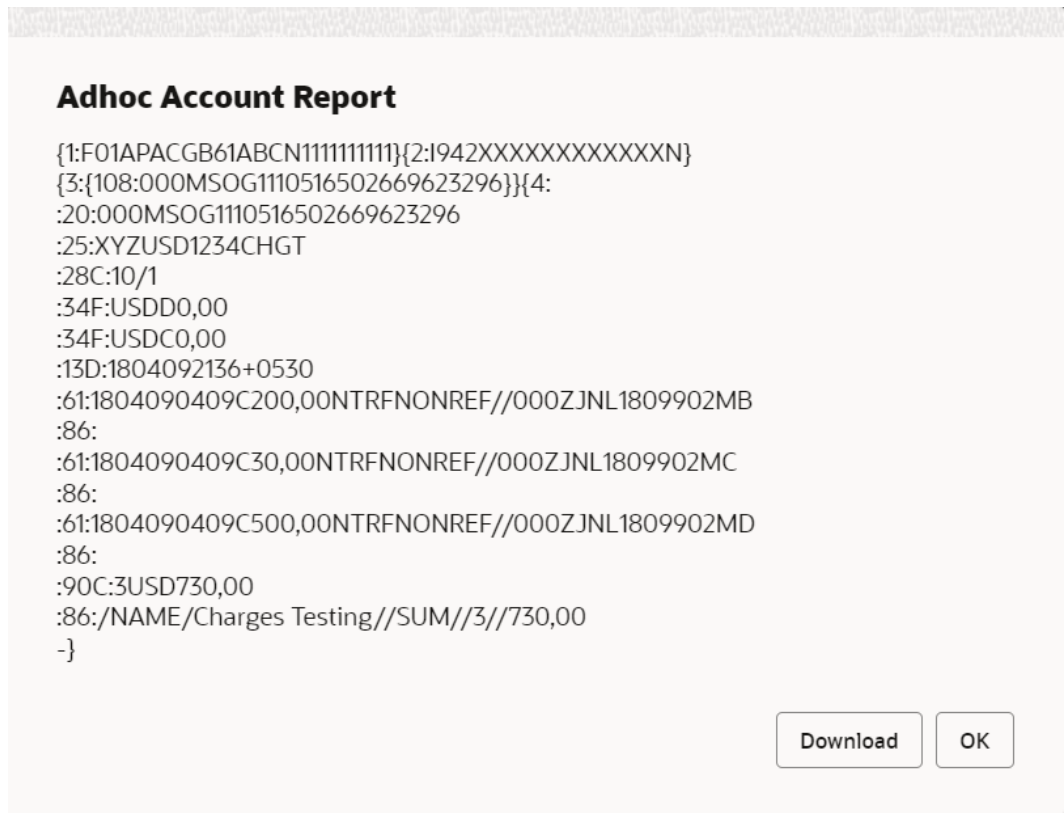 Adhoc Account Report
{1:F01APACGB61ABCN1111111111}{2:I942XXXXXXXXXXXXN}
{3:{108:000MSOG1110516502669623296}}{4:
:20:000MSOG1110516502669623296
:25:XYZUSD1234CHGT
:28C:10/1
:34F:USDD0,00
:34F:USDC0,00
:13D:1804092136+0530
:61:1804090409C200,00NTRFNONREF//000ZJNL1809902MB
:86:
:61:1804090409C30,00NTRFNONREF//000ZJNL1809902MC
:86:
:61:1804090409C500,00NTRFNONREF//000ZJNL1809902MD
:86:
:90C:3USD730,00
:86:/NAME/Charges Testing//SUM//3//730,00
-}
Download OK